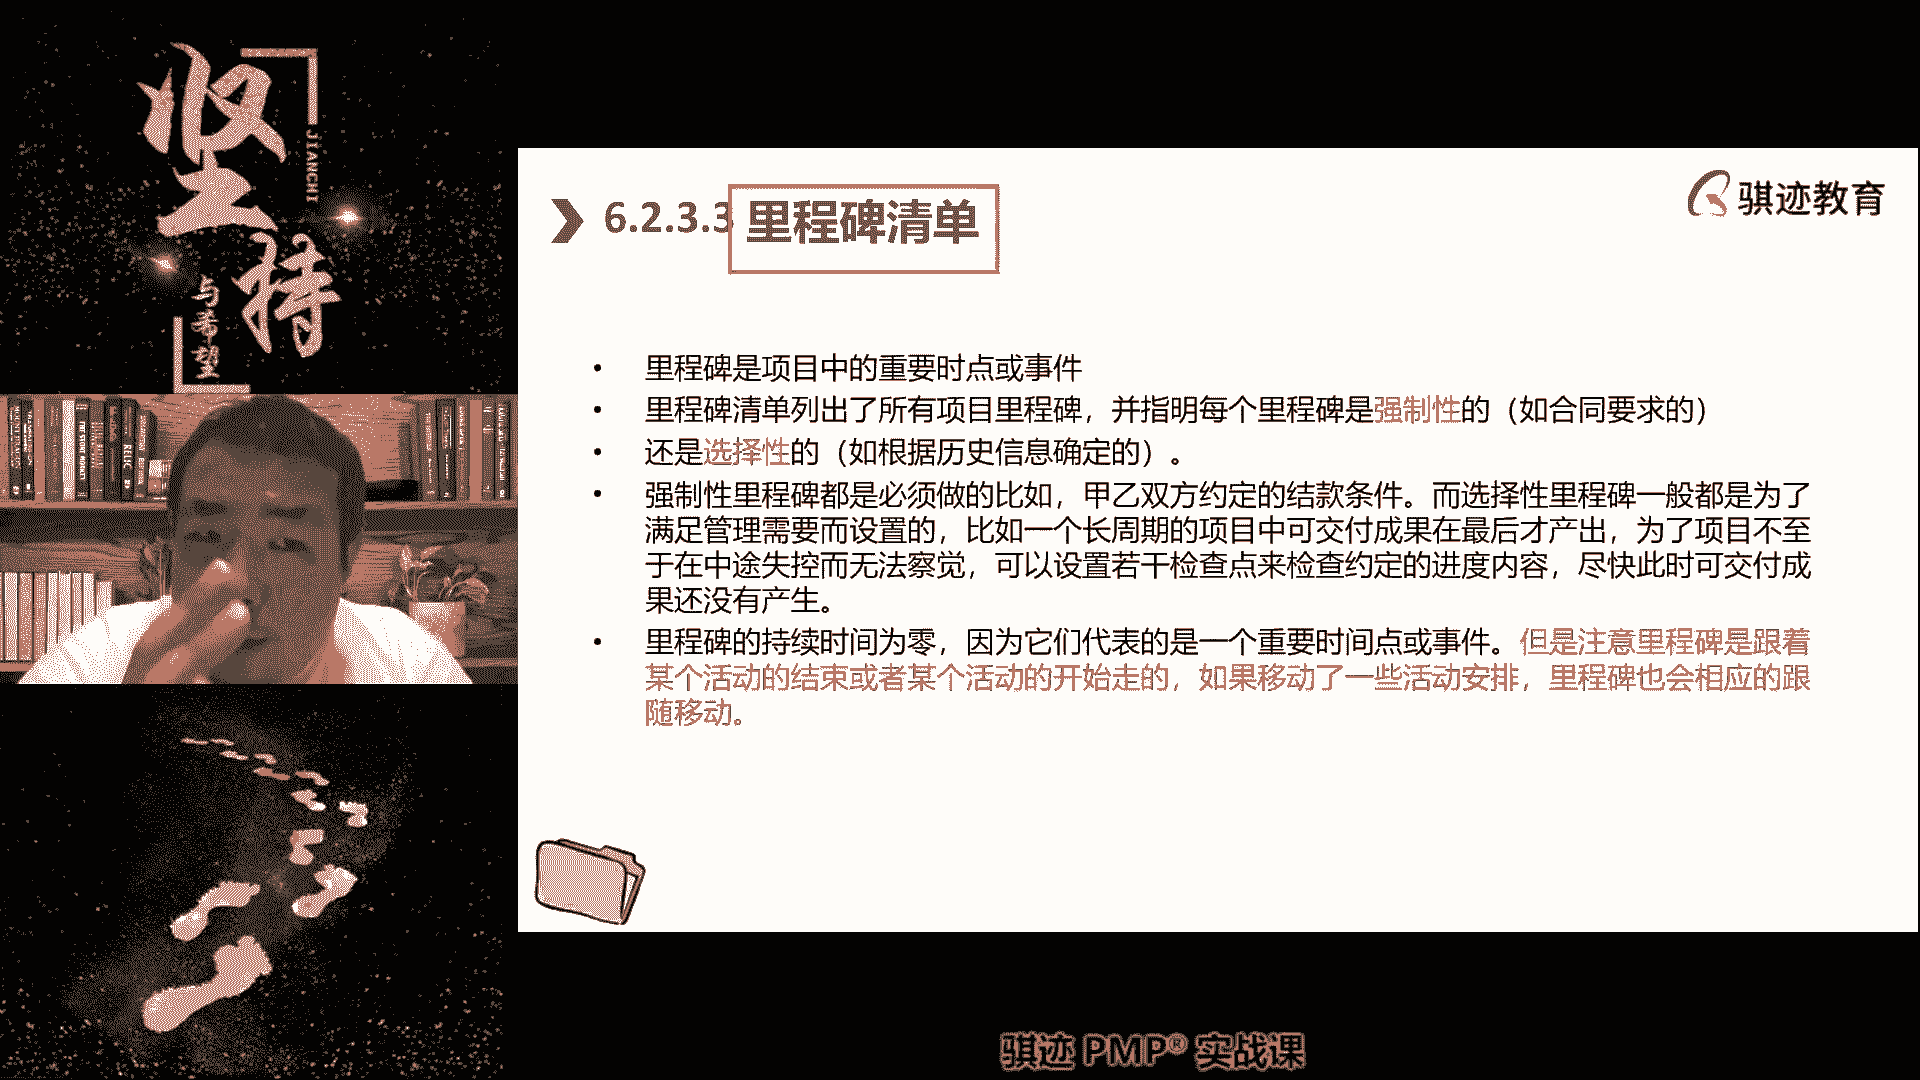 坚持
JIANCHI
与希望
6.2.3.3 里程碑清单
骐迹教育
• 里程碑是项目中的重要时点或事件
• 里程碑清单列出了所有项目里程碑，并指明每个里程碑是强制性的（如合同要求的）
• 还是选择性的（如根据历史信息确定的）。
• 强制性里程碑都是必须做的比如，甲乙双方约定的结款条件。而选择性里程碑一般都是为了
满足管理需要而设置的，比如一个长周期的项目中可交付成果在最后才产出，为了项目不至
于在中途失控而无法察觉，可以设置若干检查点来检查约定的进度内容，尽快此时可交付成
果还没有产生。
• 里程碑的持续时间为零，因为它们代表的是一个重要时间点或事件。但是注意里程碑是跟着
某个活动的结束或者某个活动的开始走的，如果移动了一些活动安排，里程碑也会相应的跟
随移动。
RELIC
骐迹 PMP® 实战课